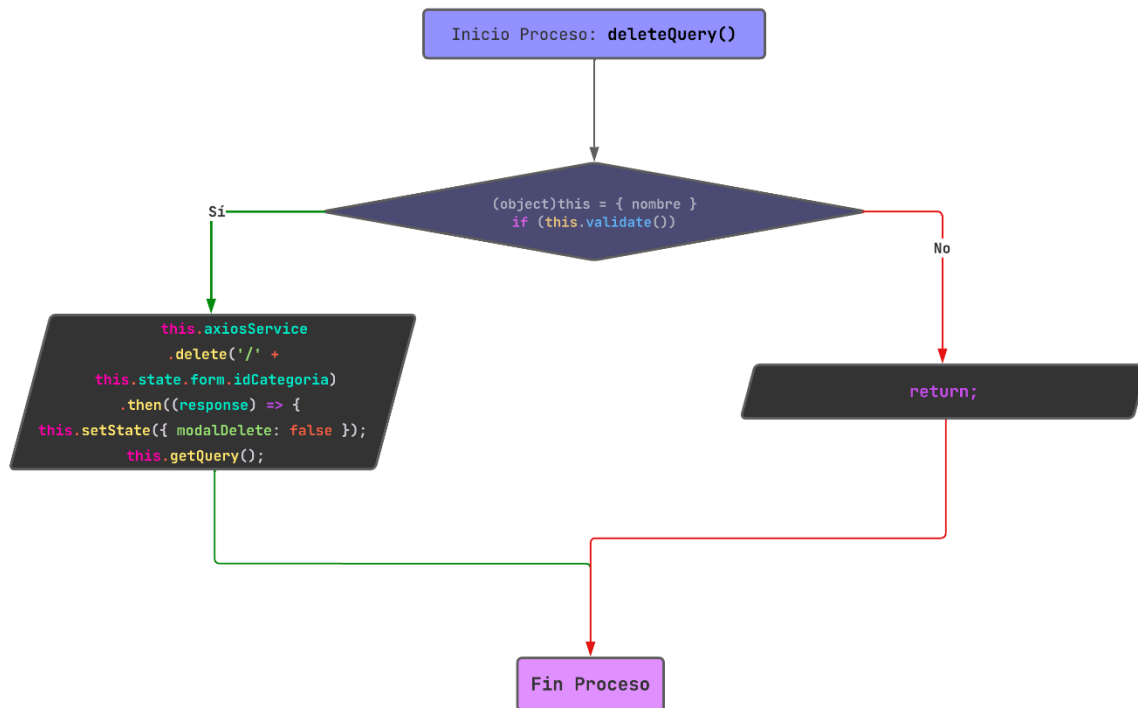 Inicio Proceso: deleteQuery()
(object)this = { nombre }
if (this.validate())
Sí
No
this.axiosService
.delete('/' +
this.state.form.idCategoria)
.then((response) => {
this.setState({ modalDelete: false });
this.getQuery();
return;
Fin Proceso